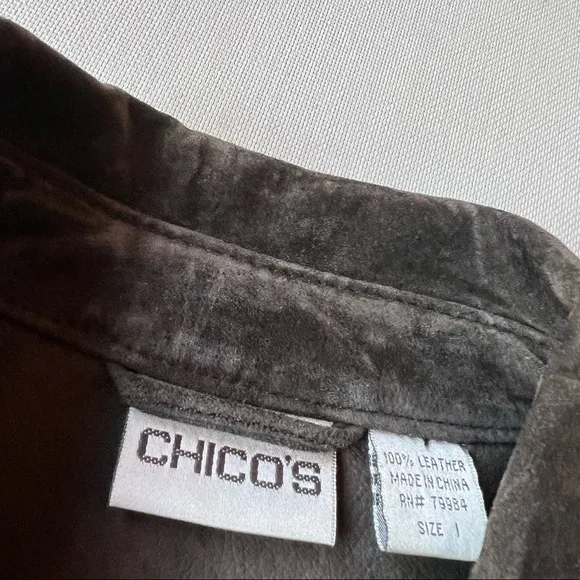 CHICO'S
100% LEATHER
MADE IN CHINA
RN# 79984
SIZE 1